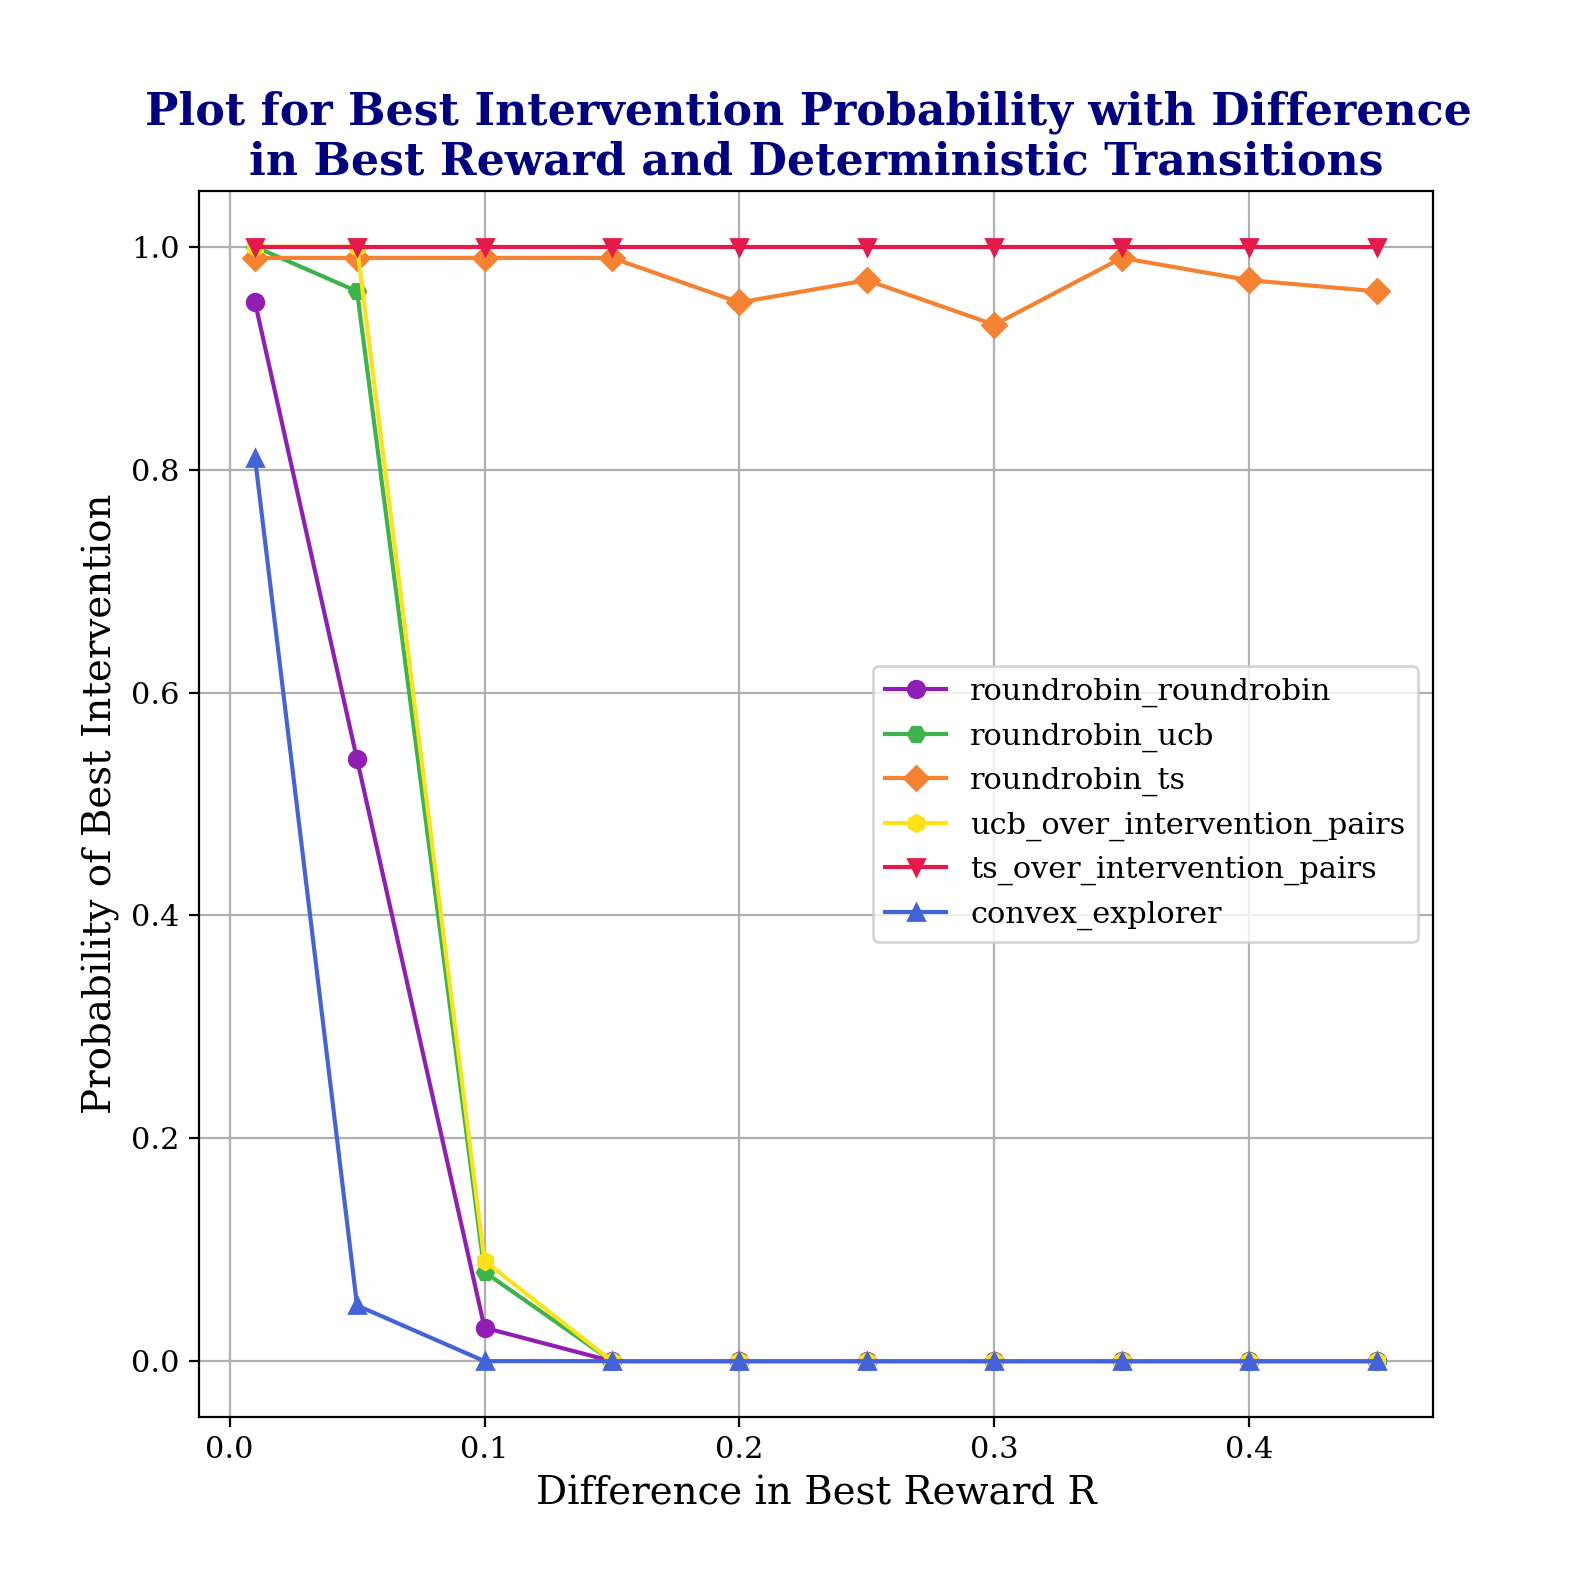 Plot for Best Intervention Probability with Difference
in Best Reward and Deterministic Transitions
Probability of Best Intervention
1.0
0.8
0.6
0.4
0.2
0.0
roundrobin_roundrobin
roundrobin_ucb
roundrobin_ts
ucb_over_intervention_pairs
ts_over_intervention_pairs
convex_explorer
0.0 0.1 0.2 0.3 0.4
Difference in Best Reward R